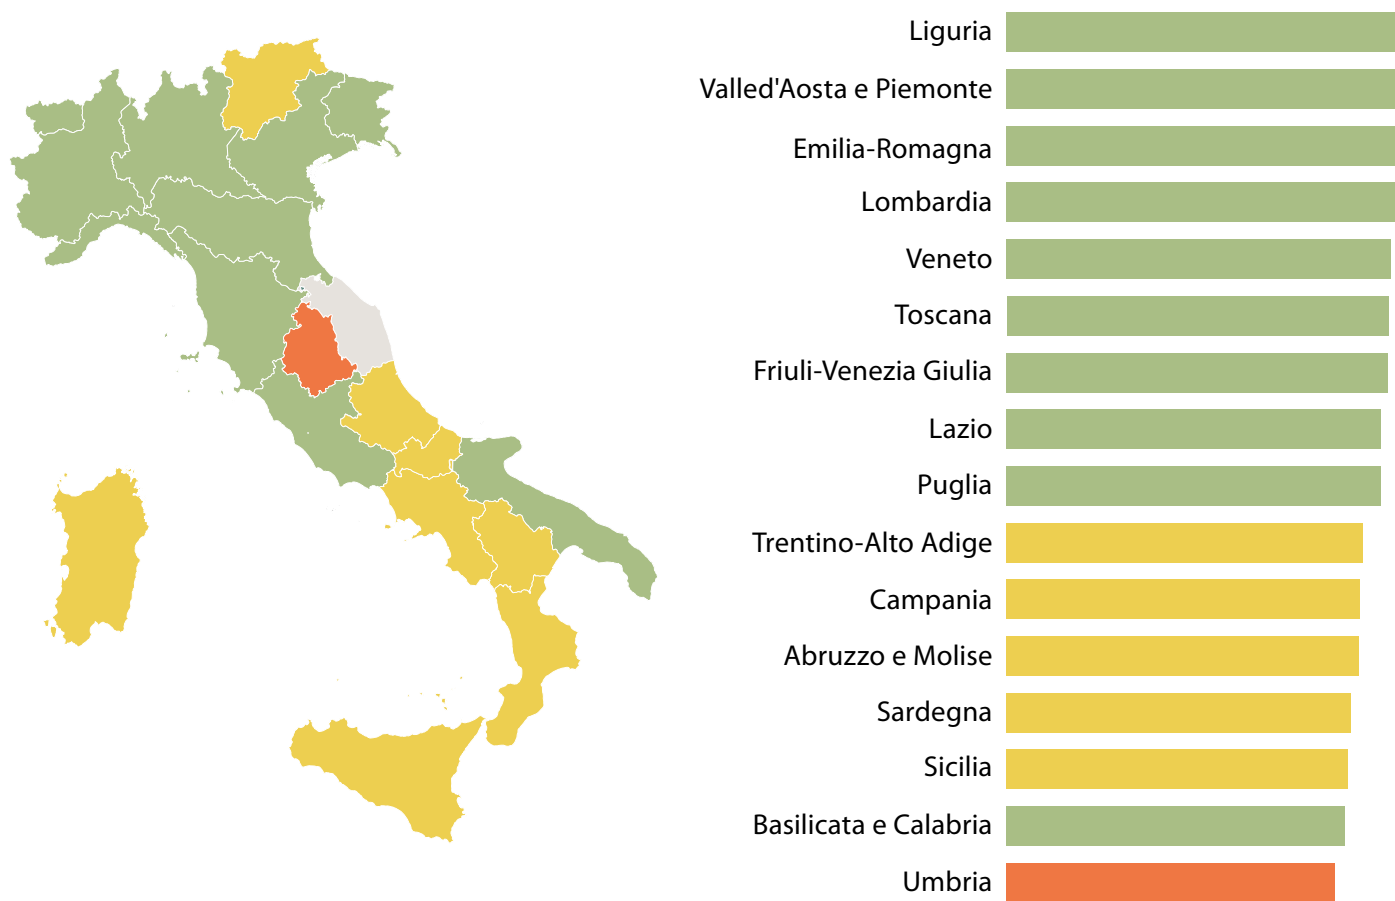 Liguria
Valled'Aosta e Piemonte
Emilia-Romagna
Lombardia
Veneto
Toscana
Friuli-Venezia Giulia
Lazio
Puglia
Trentino-Alto Adige
Campania
Abruzzo e Molise
Sardegna
Sicilia
Basilicata e Calabria
Umbria